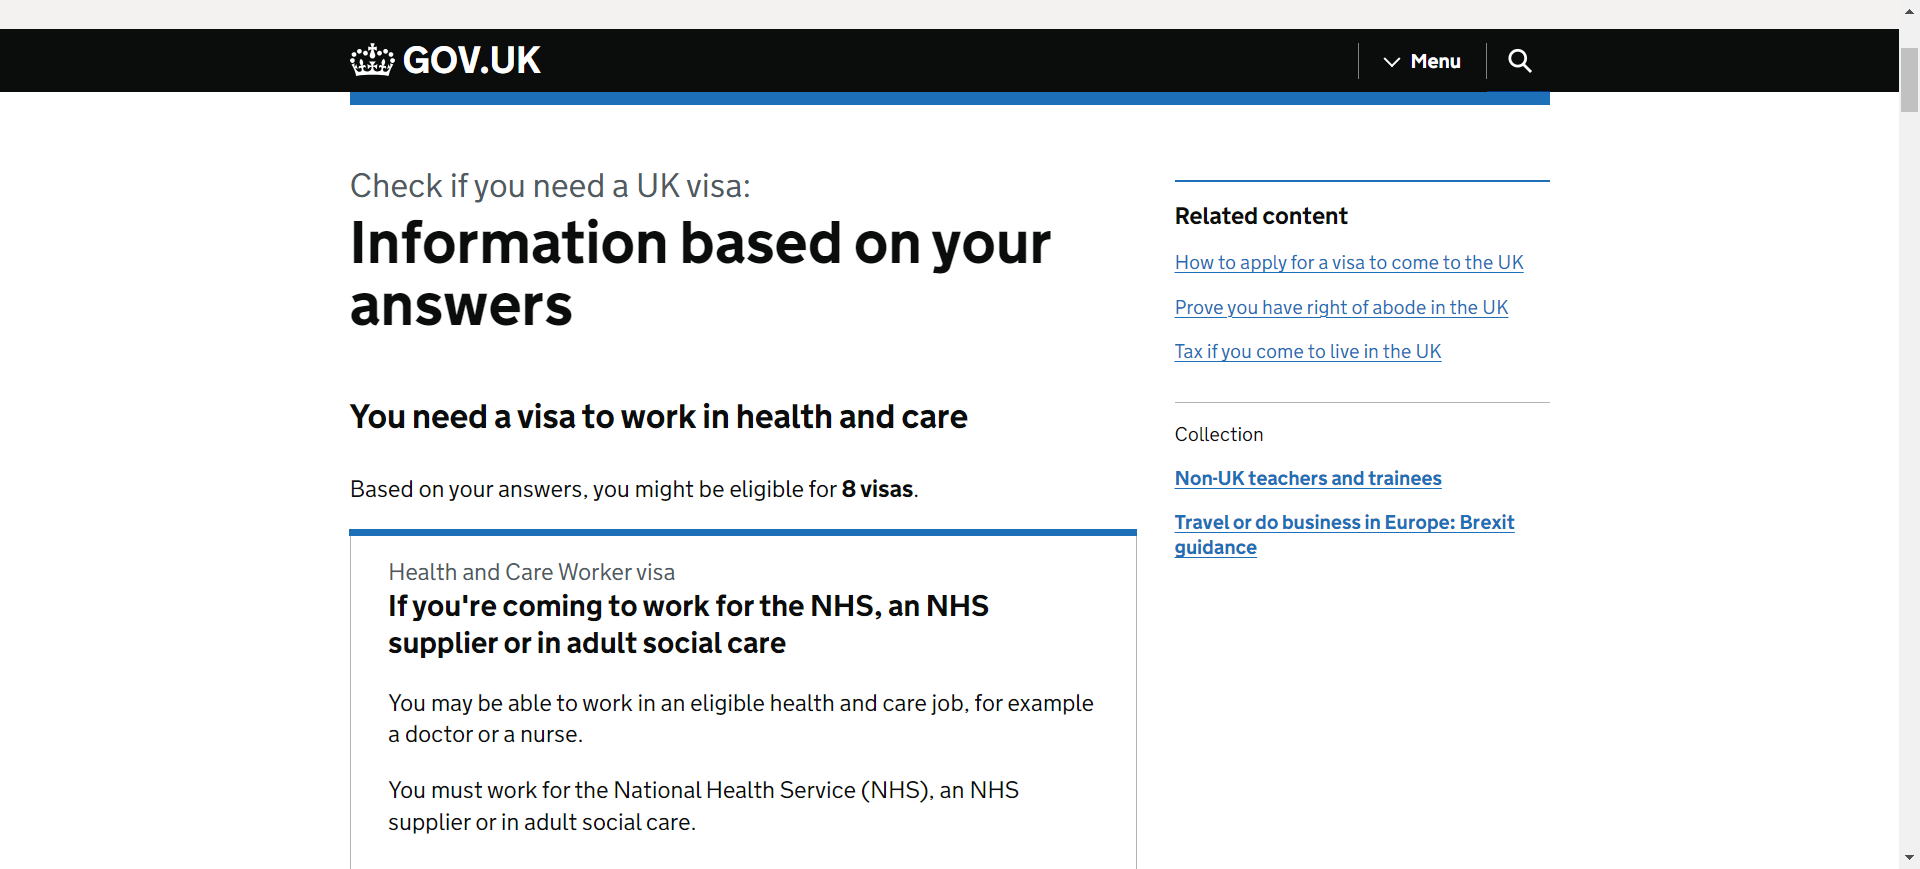 GOV.UK
Menu
Check if you need a UK visa:
Information based on your
answers
You need a visa to work in health and care
Based on your answers, you might be eligible for 8 visas.
Health and Care Worker visa
If you're coming to work for the NHS, an NHS
supplier or in adult social care
You may be able to work in an eligible health and care job, for example
a doctor or a nurse.
You must work for the National Health Service (NHS), an NHS
supplier or in adult social care.
Related content
How to apply for a visa to come to the UK
Prove you have right of abode in the UK
Tax if you come to live in the UK
Collection
Non-UK teachers and trainees
Travel or do business in Europe: Brexit
guidance